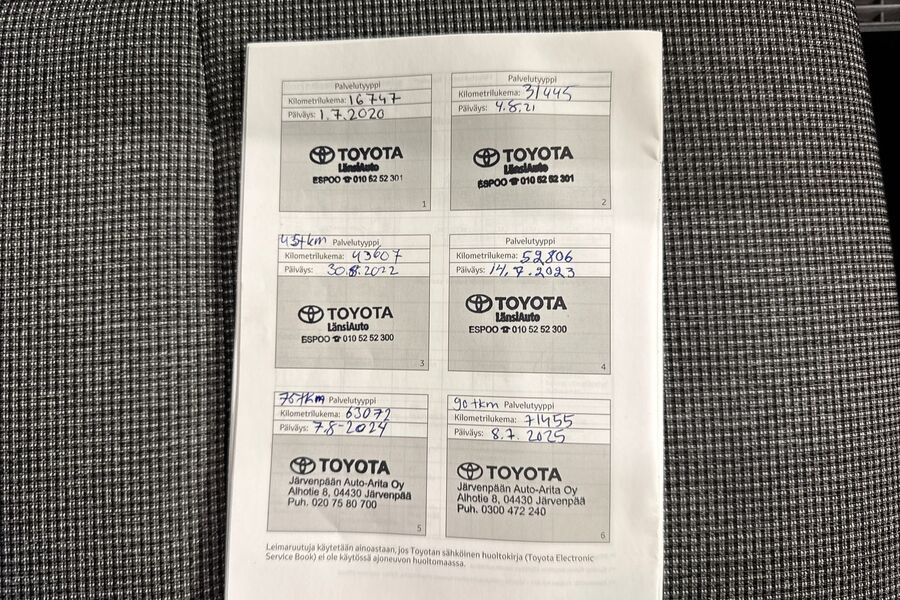 Palvelutyyppi
Kilometrilukema: 16747
Päiväys: 1.7.2020
TOYOTA
LänsiAuto
ESPOO ☎ 010 52 52 301
1
Palvelutyyppi
Kilometrilukema: 31445
Päiväys: 4.8.21
TOYOTA
LänsiAuto
ESPOO ☎ 010 52 52 301
2
45tkm Palvelutyyppi
Kilometrilukema: 43607
Päiväys: 30.8.2022
TOYOTA
LänsiAuto
ESPOO ☎ 010 52 52 300
3
Palvelutyyppi
Kilometrilukema: 52806
Päiväys: 14.7.2023
TOYOTA
LänsiAuto
ESPOO ☎ 010 52 52 300
4
75tkm Palvelutyyppi
Kilometrilukema: 63072
Päiväys: 7.8-2024
TOYOTA
Järvenpään Auto-Arita Oy
Alhotie 8, 04430 Järvenpää
Puh. 020 75 80 700
5
90tkm Palvelutyyppi
Kilometrilukema: 71455
Päiväys: 8.7.2025
TOYOTA
Järvenpään Auto-Arita Oy
Alhotie 8, 04430 Järvenpää
Puh. 0300 472 240
6
Leimaruutuja käytetään ainoastaan, jos Toyotan sähköinen huoltokirja (Toyota Electronic
Service Book) ei ole käytössä ajoneuvon huoltomaassa.